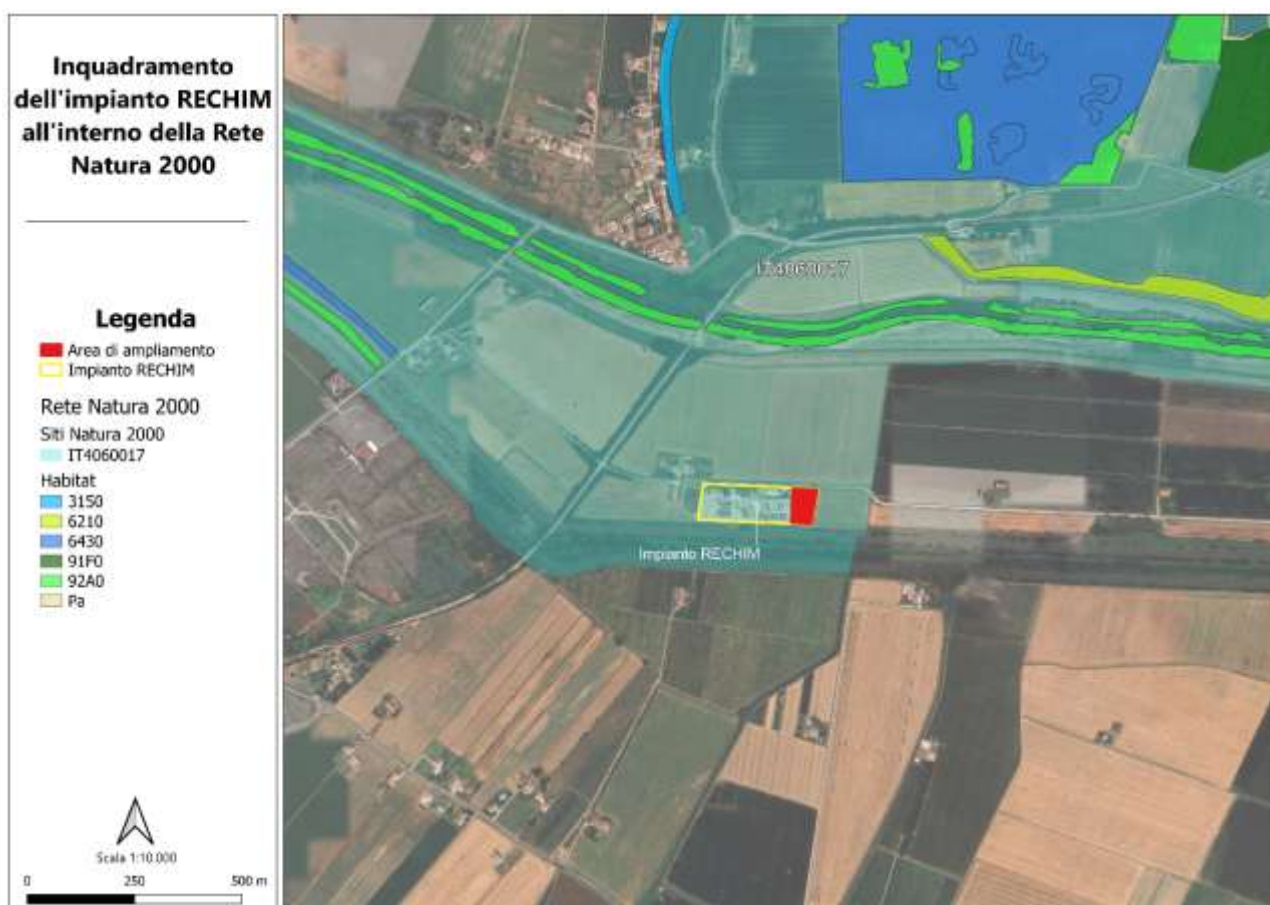 Inquadramento
dell'impianto RECHIM
all'interno della Rete
Natura 2000
Legenda
Area di ampliamento
Impianto RECHIM
Rete Natura 2000
Siti Natura 2000
IT4060017
Habitat
3150
6210
6430
91F0
92A0
Pa
Scala 1:10.000
0 250 500 m
IT4060017
Impianto RECHIM